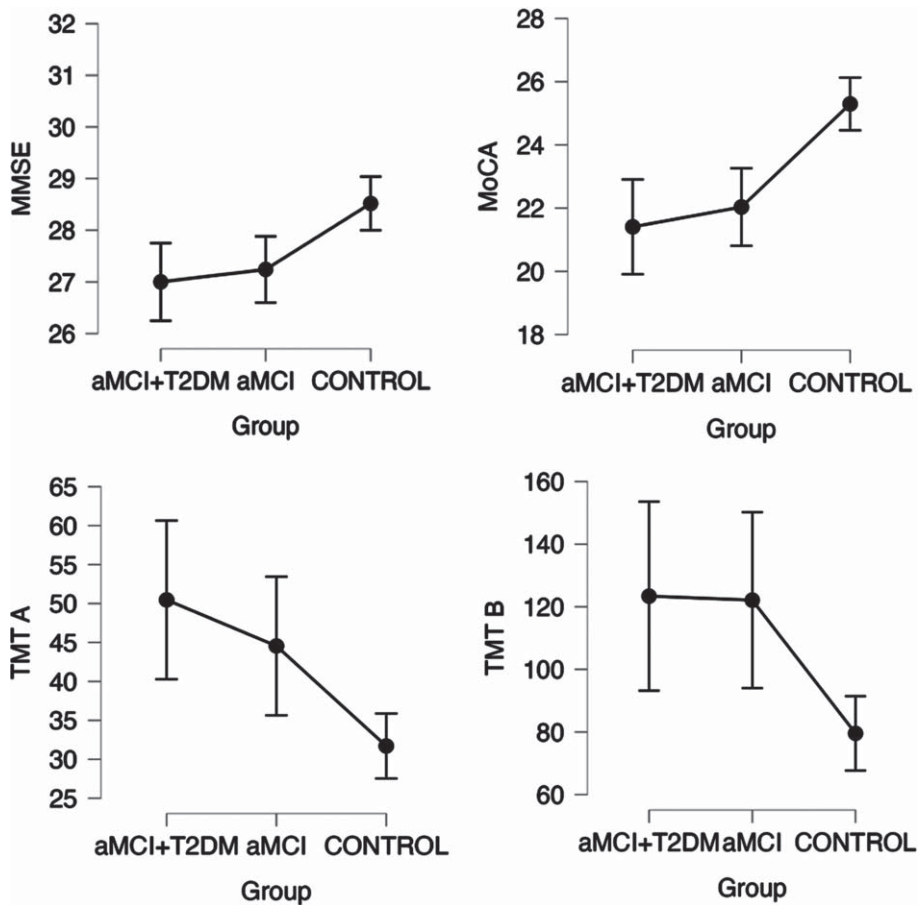 MMSE
32
31
30
29
28
27
26
aMCI+T2DM aMCI CONTROL
Group
MoCA
28
26
24
22
20
18
aMCI+T2DM aMCI CONTROL
Group
TMT A
65
60
55
50
45
40
35
30
25
aMCI+T2DM aMCI CONTROL
Group
TMT B
160
140
120
100
80
60
aMCI+T2DM aMCI CONTROL
Group